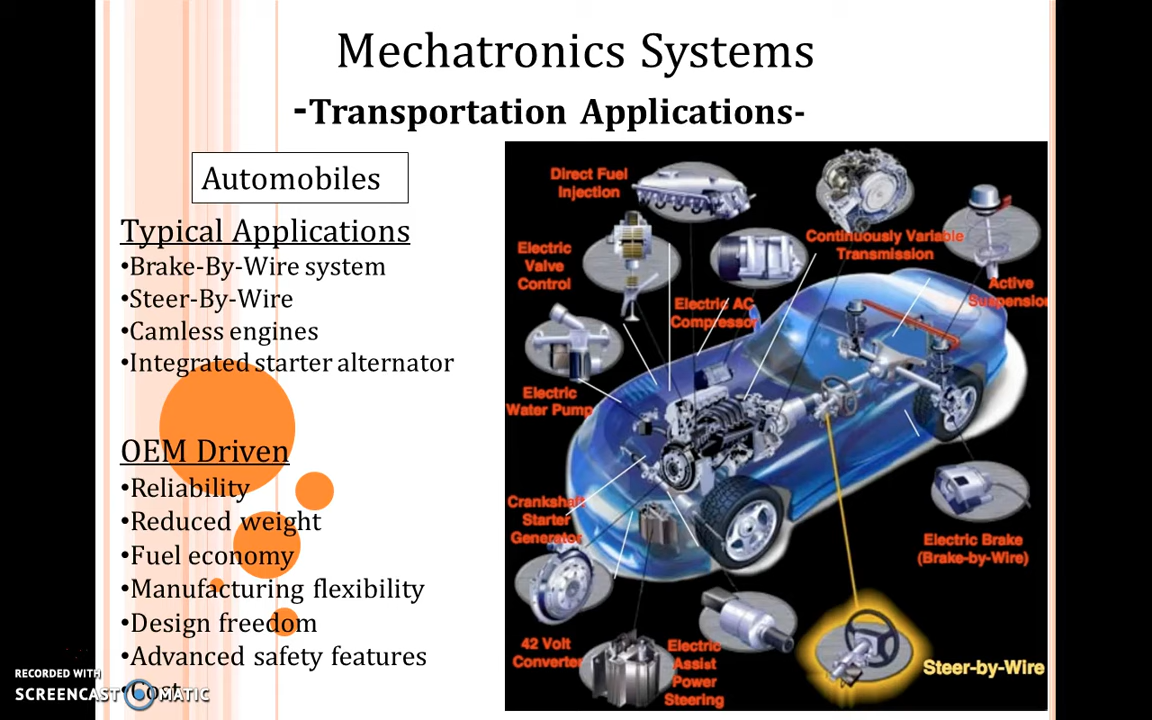 Mechatronics Systems
-Transportation Applications-
Automobiles
Typical Applications
•Brake-By-Wire system
•Steer-By-Wire
•Camless engines
•Integrated starter alternator
OEM Driven
•Reliability
•Reduced weight
•Fuel economy
•Manufacturing flexibility
•Design freedom
•Advanced safety features
•Cost
Direct Fuel
Injection
Electric
Valve
Control
Electric AC
Compressor
Continuously Variable
Transmission
Active
Suspension
Electric
Water Pump
Crankshaft
Starter
Generator
42 Volt
Converter
Electric
Assist
Power
Steering
Electric Brake
(Brake-by-Wire)
Steer-by-Wire
RECORDED WITH
SCREENCAST MATIC